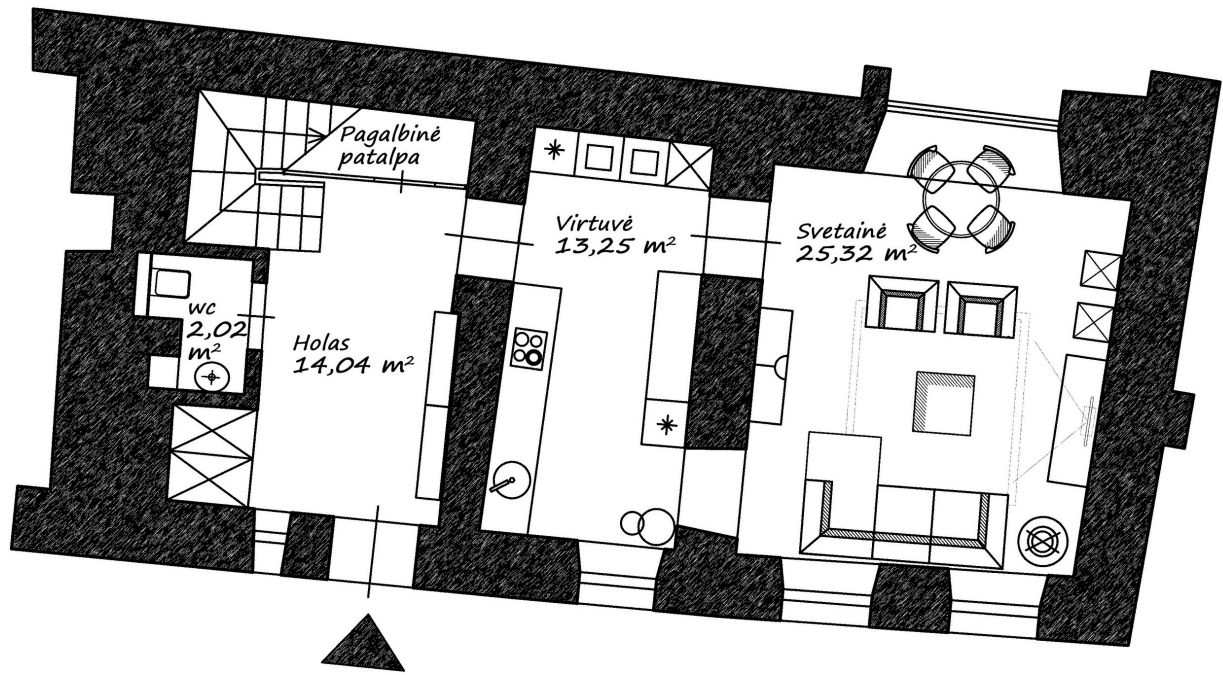 Pagalbinė
patalpa
Virtuvė
13,25 m²
Svetainė
25,32 m²
wc
2,02
m²
Holas
14,04 m²